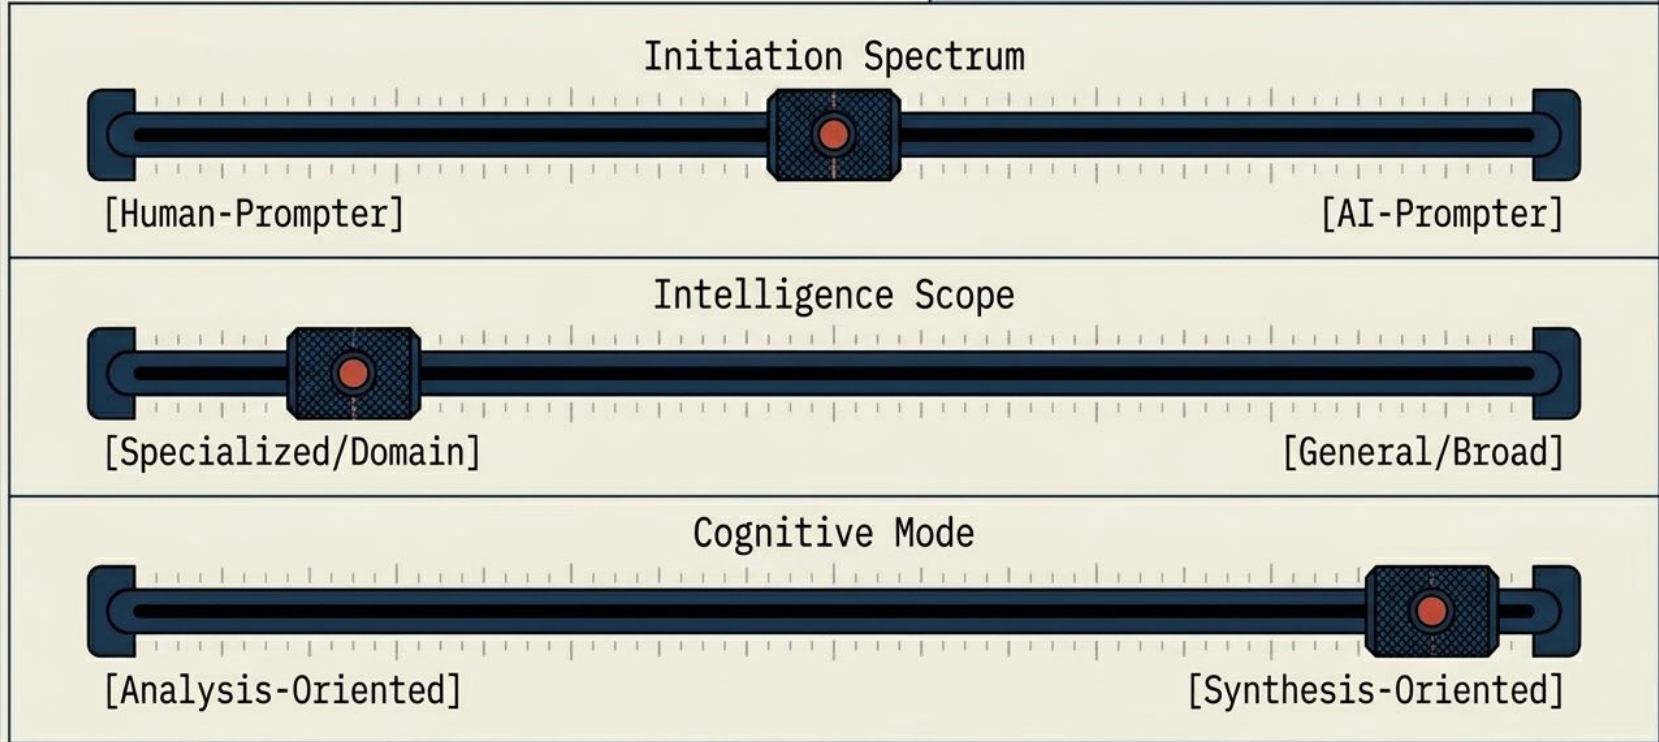 Initiation Spectrum
[Human-Prompter]
[AI-Prompter]
Intelligence Scope
[Specialized/Domain]
[General/Broad]
Cognitive Mode
[Analysis-Oriented]
[Synthesis-Oriented]